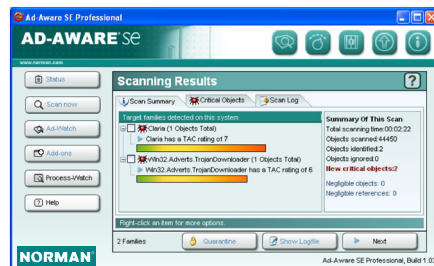 Ad-Aware SE Professional
AD-AWARE SE
www.norman.com
Status
Scan now
Ad-Watch
Add-ons
Process-Watch
Help
NORMAN
Scanning Results
?
Scan Summary
Critical Objects
Scan Log
Target families detected on this system
Claria (1 Objects Total)
Claria has a TAC rating of 7
Win32.Adverts.TrojanDownloader (1 Objects Total)
Win32.Adverts.TrojanDownloader has a TAC rating of 6
Summary Of This Scan
Total scanning time:00:02:22
Objects scanned:44450
Objects identified:2
Objects ignored:0
New critical objects:2
Negligible objects: 0
Negligible references: 0
Right-click an item for more options.
2 Families
Quarantine
Show Logfile
Next
Ad-Aware SE Professional, Build 1.03